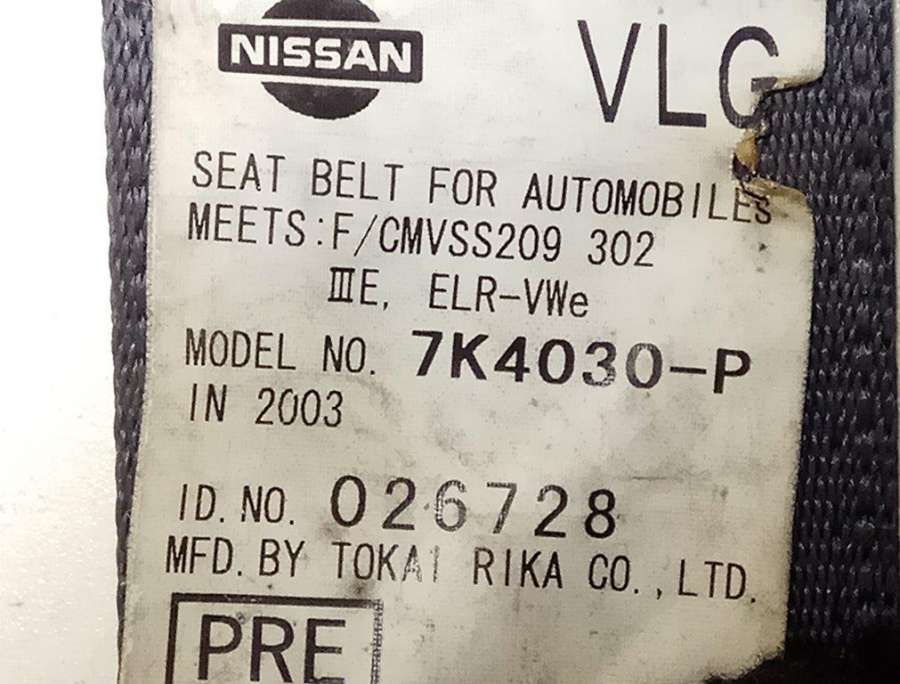 NISSAN VLG
SEAT BELT FOR AUTOMOBILES
MEETS:F/CMVSS209 302
ⅢE, ELR-VWe
MODEL NO. 7K4030-P
IN 2003
ID.NO. 026728
MFD.BY TOKAI RIKA CO.,LTD.
PRE